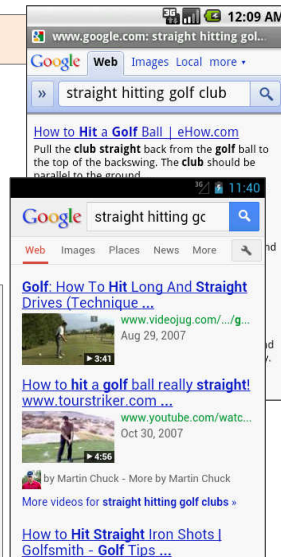 3G 12:09 AM
www.google.com: straight hitting gol...
Google Web Images Local more
» straight hitting golf club
How to Hit a Golf Ball | eHow.com
Pull the club straight back from the golf ball to
the top of the backswing. The club should be
parallel to the ground
3G 11:40
Google straight hitting gc
Web Images Places News More
Golf: How To Hit Long And Straight
Drives (Technique ...
www.videojug.com/.../g...
Aug 29, 2007
3:41
How to hit a golf ball really straight!
www.tourstriker.com ...
www.youtube.com/watc...
Oct 30, 2007
4:56
by Martin Chuck - More by Martin Chuck
More videos for straight hitting golf clubs »
How to Hit Straight Iron Shots |
Golfsmith - Golf Tips ...